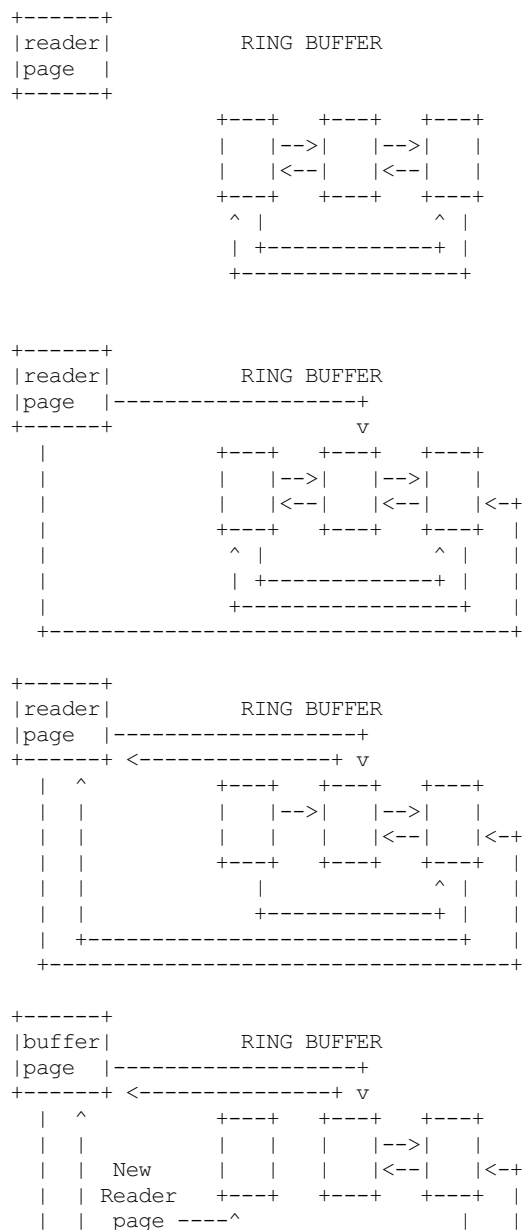 +------+
|reader|          RING BUFFER
|page  |
+------+
                  +---+   +---+   +---+
                  |   |-->|   |-->|   |
                  |   |<--|   |<--|   |
                  +---+   +---+   +---+
                   ^ |             ^ |
                   | +-------------+ |
                   +-----------------+
+------+
|reader|          RING BUFFER
|page  |-------------------+
+------+                   v
  |               +---+   +---+   +---+
  |               |   |-->|   |-->|   |
  |               |   |<--|   |<--|   |<-+
  |               +---+   +---+   +---+  |
  |                ^ |             ^ |   |
  |                | +-------------+ |   |
  |                +-----------------+   |
  +--------------------------------------+
+------+
|reader|          RING BUFFER
|page  |-------------------+
+------+ <---------------+ v
  |  ^            +---+   +---+   +---+
  |  |            |   |-->|   |-->|   |
  |  |            |   |   |   |<--|   |<-+
  |  |            +---+   +---+   +---+  |
  |  |               |             ^ |   |
  |  |               +-------------+ |   |
  |  +-------------------------------+   |
  +--------------------------------------+
+------+
|buffer|          RING BUFFER
|page  |-------------------+
+------+ <---------------+ v
  |  ^            +---+   +---+   +---+
  |  |            |   |   |   |-->|   |
  |  |  New       |   |   |   |<--|   |<-+
  |  | Reader     +---+   +---+   +---+  |
  |  |  page ----^                   |   |